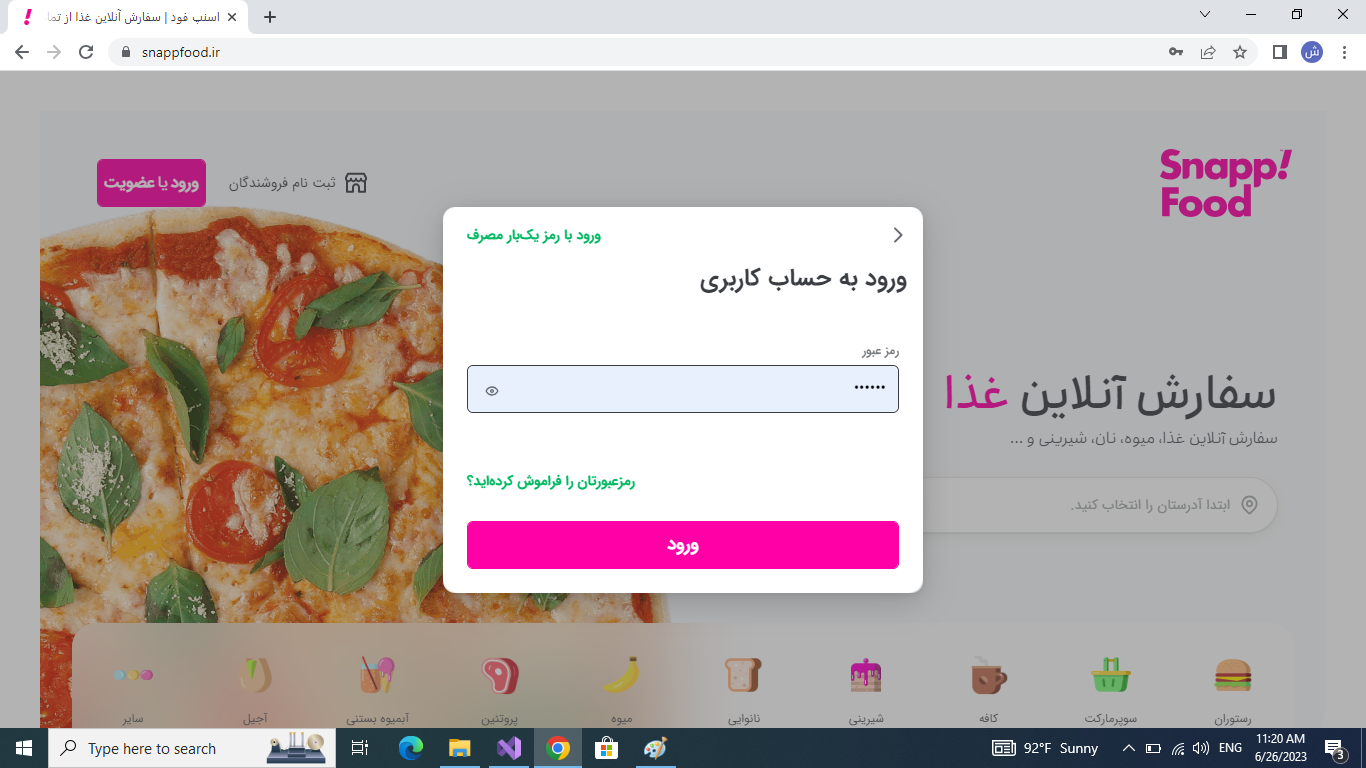 اسنپ فود | سفارش آنلاین غذا از تما
snappfood.ir
ش
ورود یا عضویت
ثبت نام فروشندگان
Snapp!
Food
ورود با رمز یک‌بار مصرف
ورود به حساب کاربری
رمز عبور
••••••
رمزعبورتان را فراموش کرده‌اید؟
ورود
سفارش آنلاین غذا
سفارش آنلاین غذا، میوه، نان، شیرینی و ...
ابتدا آدرستان را انتخاب کنید.
رستوران
سوپرمارکت
کافه
شیرینی
نانوایی
میوه
پروتئین
آبمیوه بستنی
آجیل
سایر
Type here to search
92°F Sunny
ENG
11:20 AM
6/26/2023
3